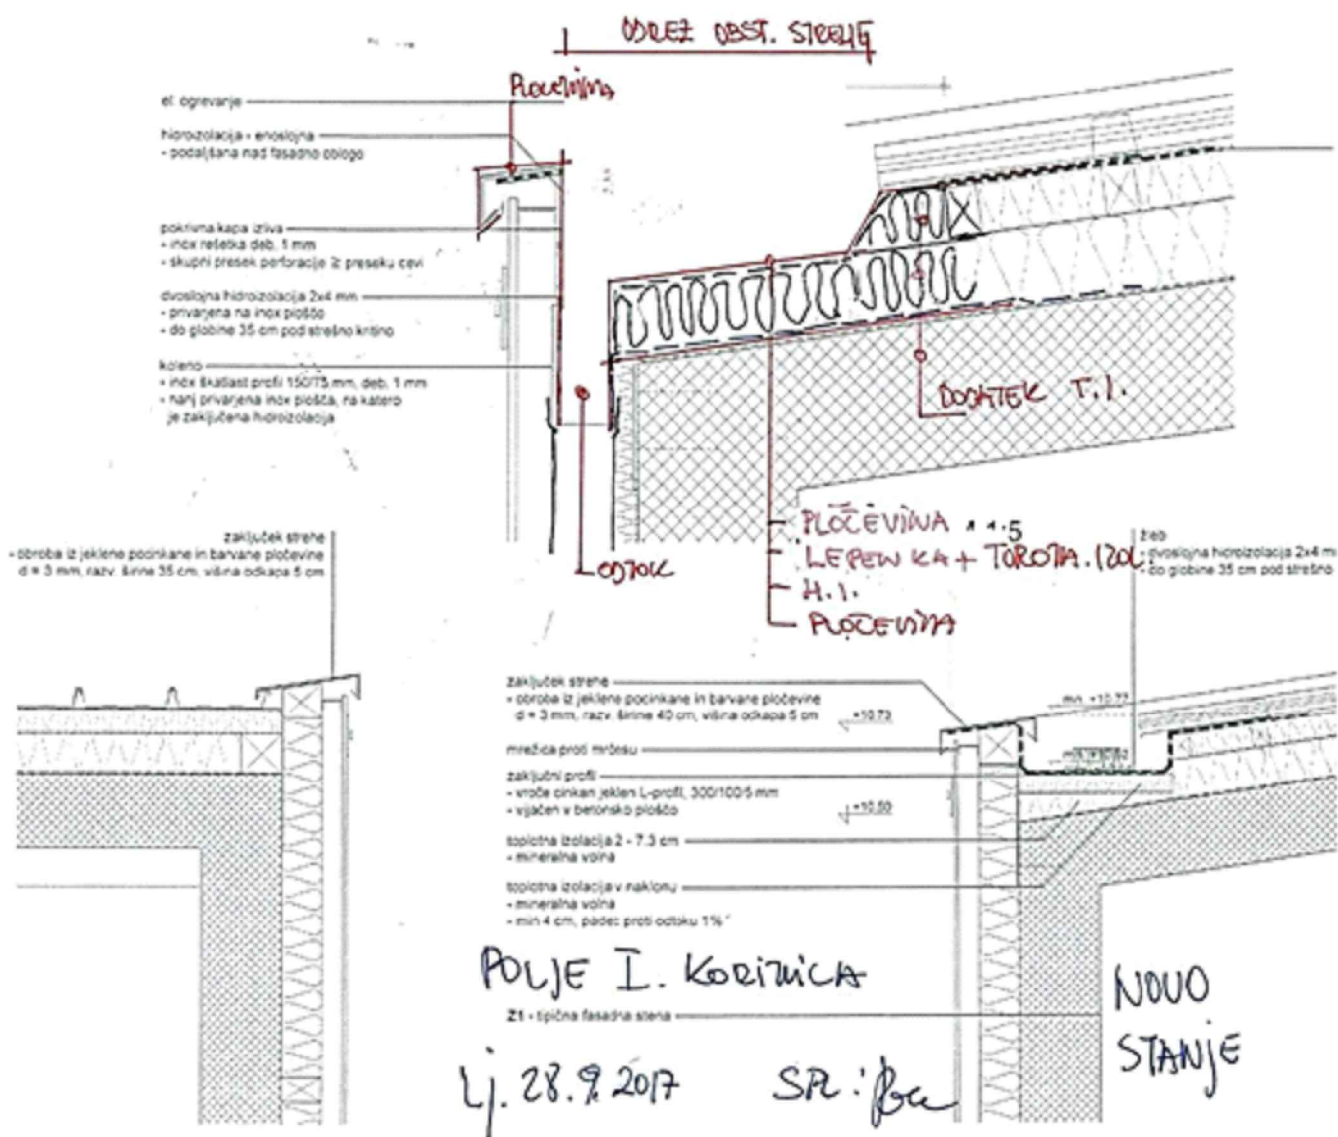 ODREZ OBST. STREHE
PLOČEVINA
el. ogrevanje
hidroizolacija - enoslojna
- podaljšana nad fasadno oblogo
pokrivna kapa izliva
- inox rešetka deb. 1 mm
- skupni presek perforacije ≥ preseku cevi
dvoslojna hidroizolacija 2x4 mm
- privarjena na inox ploščo
- do globine 35 cm pod strešno kritino
koleno
- inox škatlast profil 150/75 mm, deb. 1 mm
- nanj privarjena inox plošča, na katero
je zaključena hidroizolacija
DODATEK T.I.
ODTOK
PLOČEVINA
LEPENKA +
H.I.
PLOČEVINA
zaključek strehe
- obroba iz jeklene pocinkane in barvane pločevine
d = 3 mm, razv. širine 35 cm, višina odkapa 5 cm
žleb
- dvoslojna hidroizolacija 2x4 m
- do globine 35 cm pod strešno
zaključek strehe
- obroba iz jeklene pocinkane in barvane pločevine
d = 3 mm, razv. širine 40 cm, višina odkapa 5 cm
+10.73
min. +10.77
mrežica proti mrčesu
zaključni profil
- vroče cinkan jeklen L-profil, 300/100/5 mm
- vijačen v betonsko ploščo
+10.50
toplotna izolacija 2 - 7.3 cm
- mineralna volna
toplotna izolacija v naklonu
- mineralna volna
- min 4 cm, padec proti odtoku 1%
POLJE I. KORITNICA
Z1 - tipična fasadna stena
NOVO
STANJE
Lj. 28.9.2017